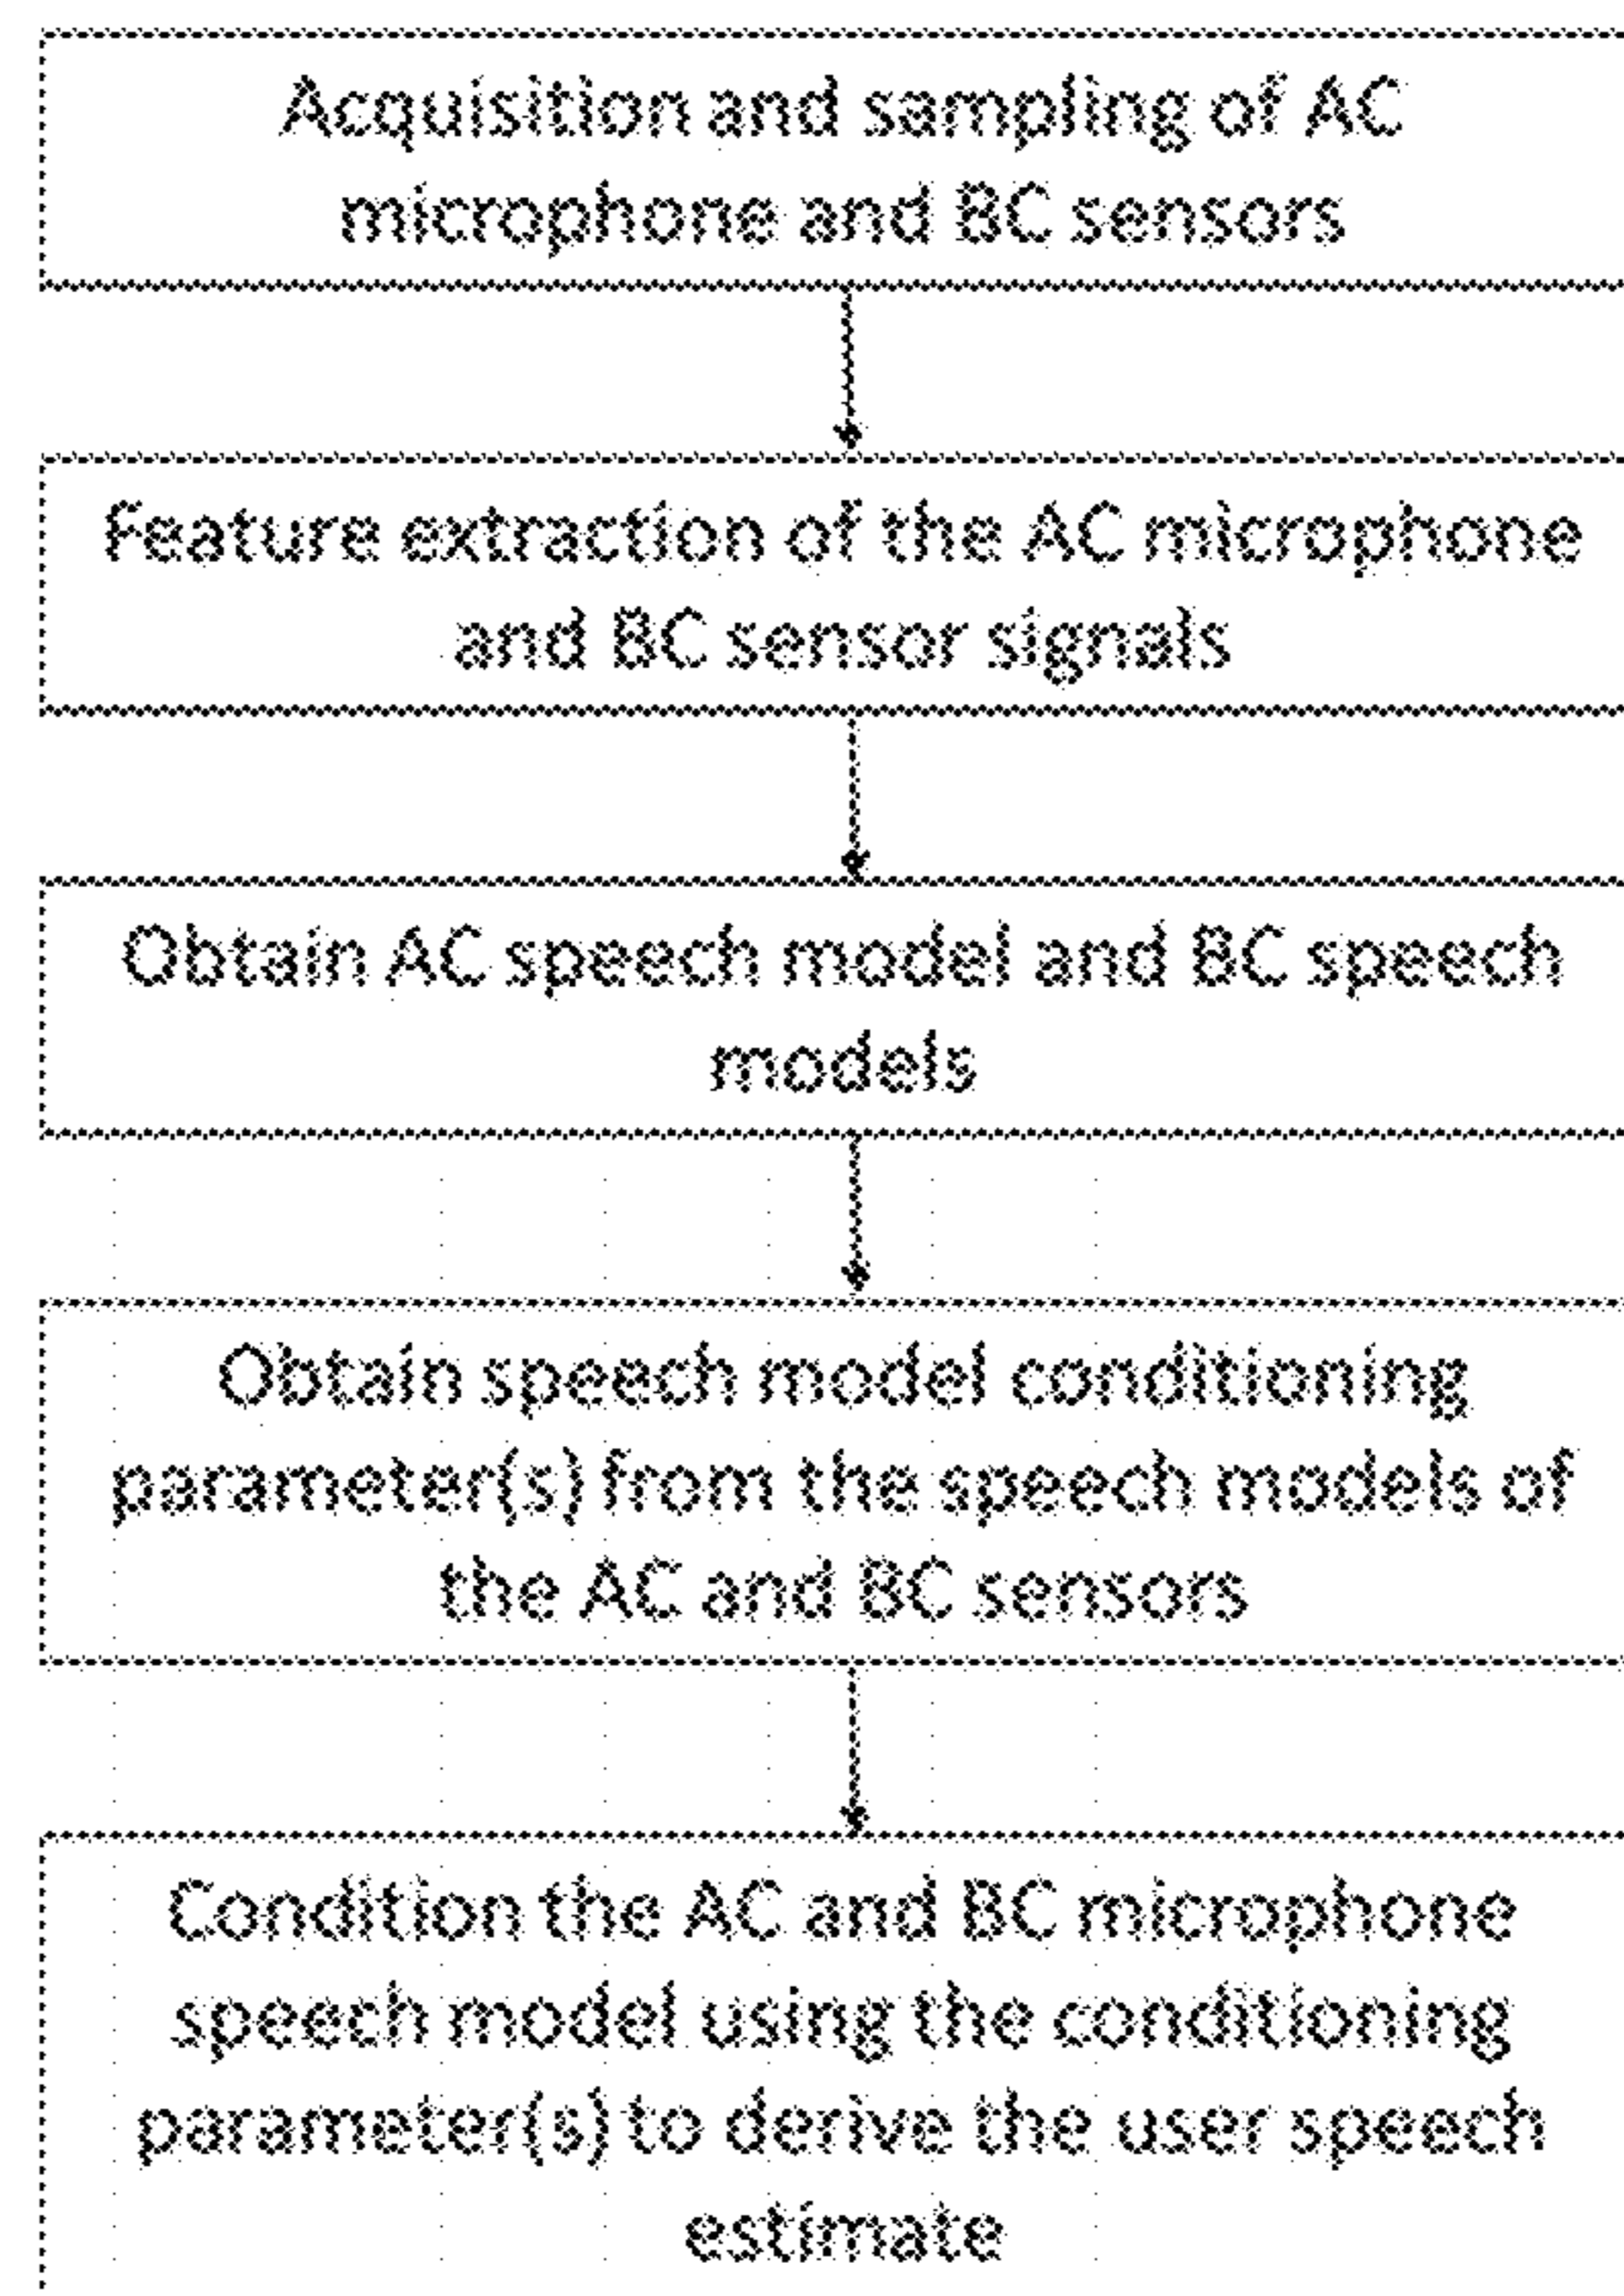 Acquisition and sampling of AC
microphone and BC sensors
Feature extraction of the AC microphone
and BC sensor signals
Obtain AC speech model and BC speech
models
Obtain speech model conditioning
parameter(s) from the speech models of
the AC and BC sensors
Condition the AC and BC microphone
speech model using the conditioning
parameter(s) to derive the user speech
estimate